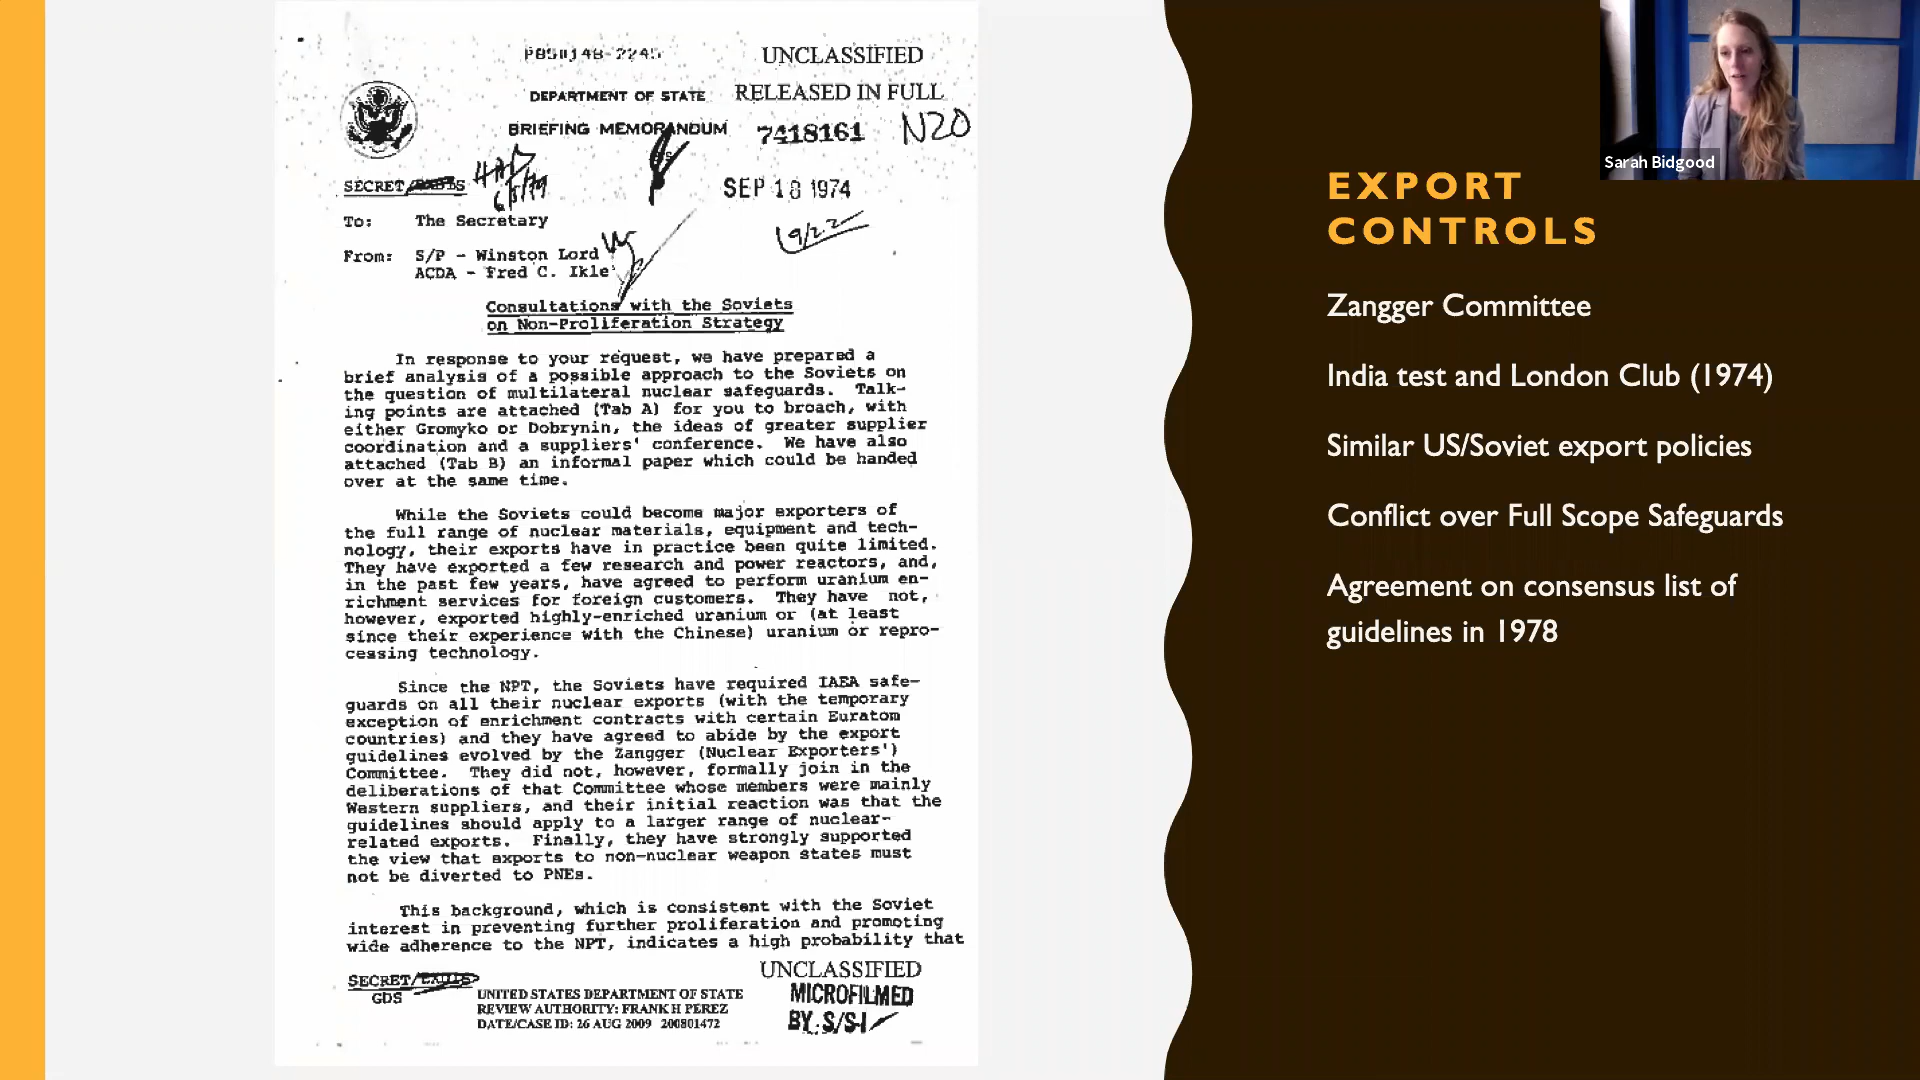 P850148-2245
UNCLASSIFIED
DEPARTMENT OF STATE
RELEASED IN FULL
BRIEFING MEMORANDUM
7418161
N20
SECRET
SEP 18 1974
9/22
To: The Secretary
From: S/P - Winston Lord
ACDA - Fred C. Ikle
Consultations with the Soviets
on Non-Proliferation Strategy
In response to your request, we have prepared a
brief analysis of a possible approach to the Soviets on
the question of multilateral nuclear safeguards. Talk-
ing points are attached (Tab A) for you to broach, with
either Gromyko or Dobrynin, the ideas of greater supplier
coordination and a suppliers' conference. We have also
attached (Tab B) an informal paper which could be handed
over at the same time.
While the Soviets could become major exporters of
the full range of nuclear materials, equipment and tech-
nology, their exports have in practice been quite limited.
They have exported a few research and power reactors, and,
in the past few years, have agreed to perform uranium en-
richment services for foreign customers. They have not,
however, exported highly-enriched uranium or (at least
since their experience with the Chinese) uranium or repro-
cessing technology.
Since the NPT, the Soviets have required IAEA safe-
guards on all their nuclear exports (with the temporary
exception of enrichment contracts with certain Euratom
countries) and they have agreed to abide by the export
guidelines evolved by the Zangger (Nuclear Exporters')
Committee. They did not, however, formally join in the
deliberations of that Committee whose members were mainly
Western suppliers, and their initial reaction was that the
guidelines should apply to a larger range of nuclear-
related exports. Finally, they have strongly supported
the view that exports to non-nuclear weapon states must
not be diverted to PNEs.
This background, which is consistent with the Soviet
interest in preventing further proliferation and promoting
wide adherence to the NPT, indicates a high probability that
SECRET
GDS
UNITED STATES DEPARTMENT OF STATE
REVIEW AUTHORITY: FRANK H PEREZ
DATE/CASE ID: 26 AUG 2009 200801472
UNCLASSIFIED
MICROFILMED
BY: S/S-I
Sarah Bidgood
EXPORT
CONTROLS
Zangger Committee
India test and London Club (1974)
Similar US/Soviet export policies
Conflict over Full Scope Safeguards
Agreement on consensus list of
guidelines in 1978